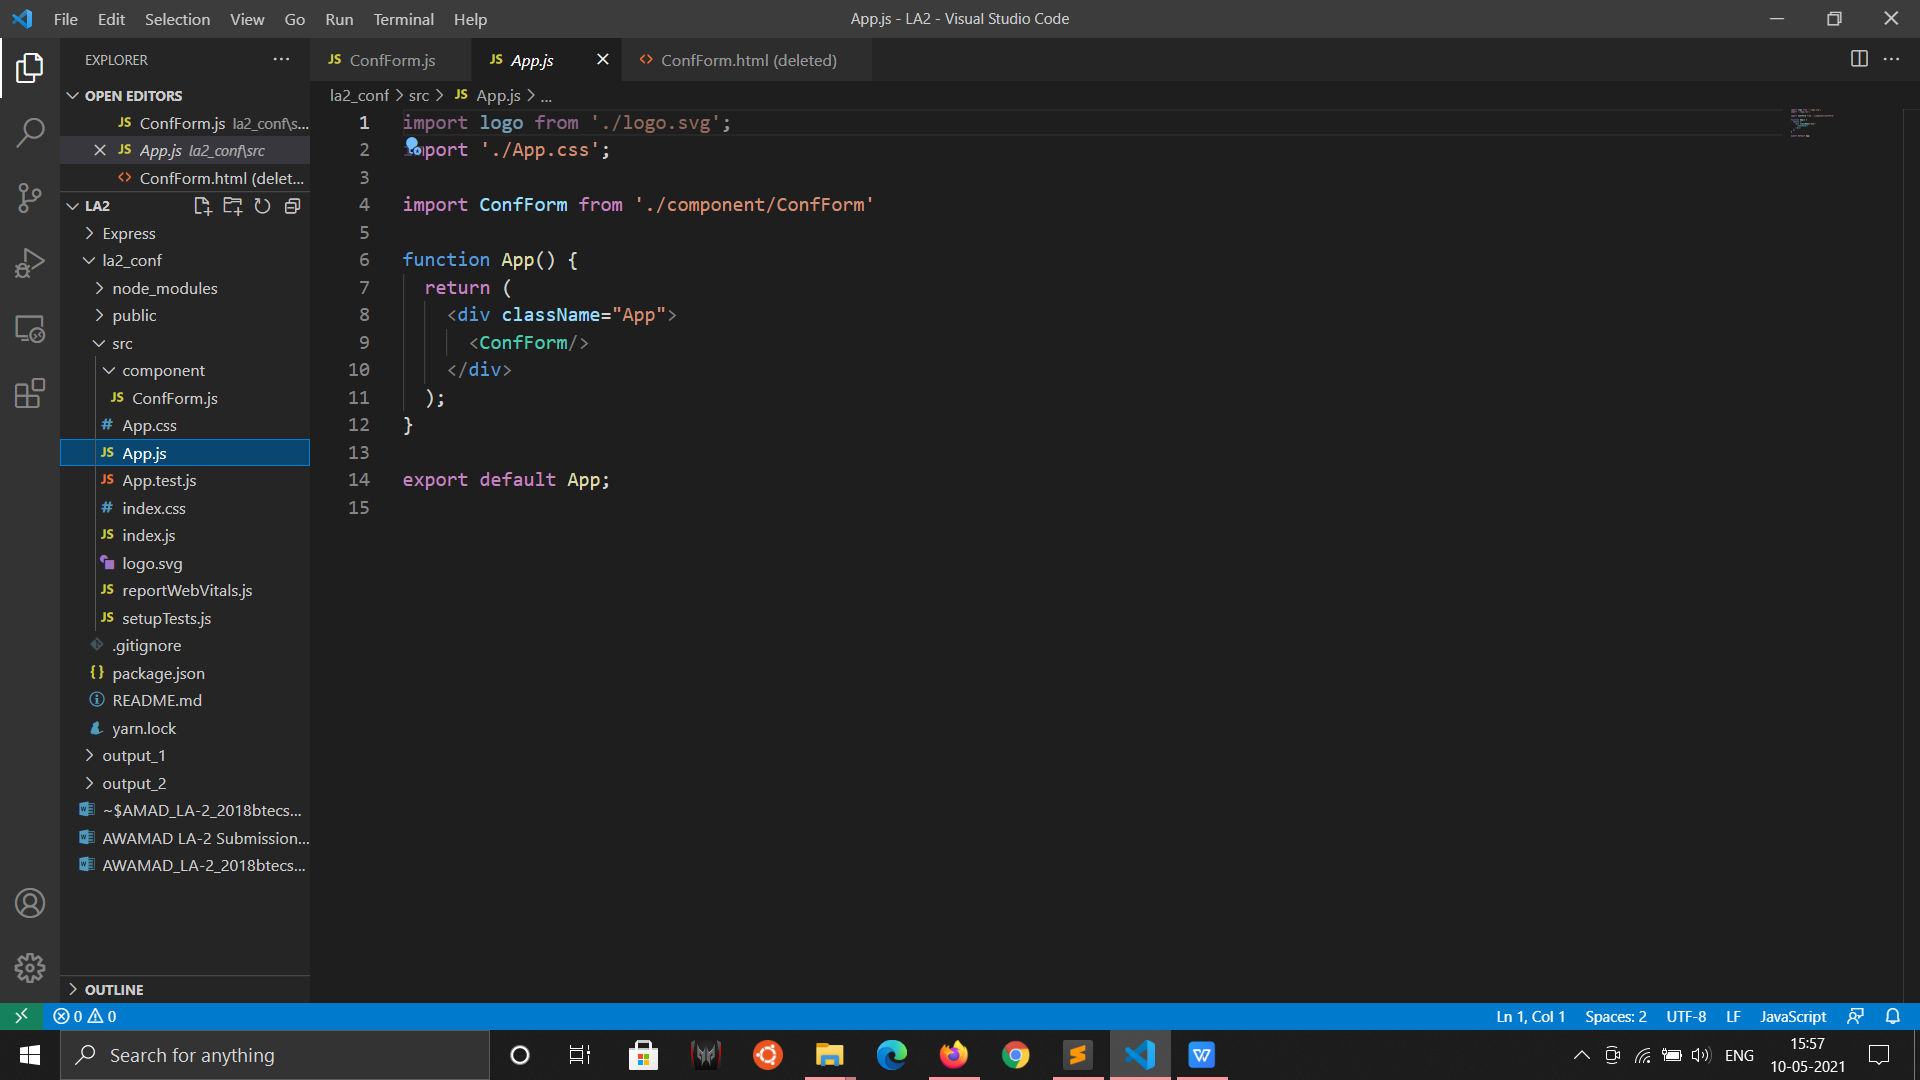 File Edit Selection View Go Run Terminal Help
App.js - LA2 - Visual Studio Code
EXPLORER
OPEN EDITORS
JS ConfForm.js la2_conf\s...
JS App.js la2_conf\src
<> ConfForm.html (delet...
LA2
Express
la2_conf
node_modules
public
src
component
JS ConfForm.js
# App.css
JS App.js
JS App.test.js
# index.css
JS index.js
logo.svg
JS reportWebVitals.js
JS setupTests.js
.gitignore
{} package.json
README.md
yarn.lock
output_1
output_2
~$AMAD_LA-2_2018btecs...
AWAMAD LA-2 Submission...
AWAMAD_LA-2_2018btecs...
OUTLINE
JS ConfForm.js
JS App.js
<> ConfForm.html (deleted)
la2_conf > src > JS App.js > ...
1 import logo from './logo.svg';
2 import './App.css';
3
4 import ConfForm from './component/ConfForm'
5
6 function App() {
7 return (
8 <div className="App">
9 <ConfForm/>
10 </div>
11 );
12 }
13
14 export default App;
15
0 0
Ln 1, Col 1 Spaces: 2 UTF-8 LF JavaScript
Search for anything
ENG
15:57
10-05-2021